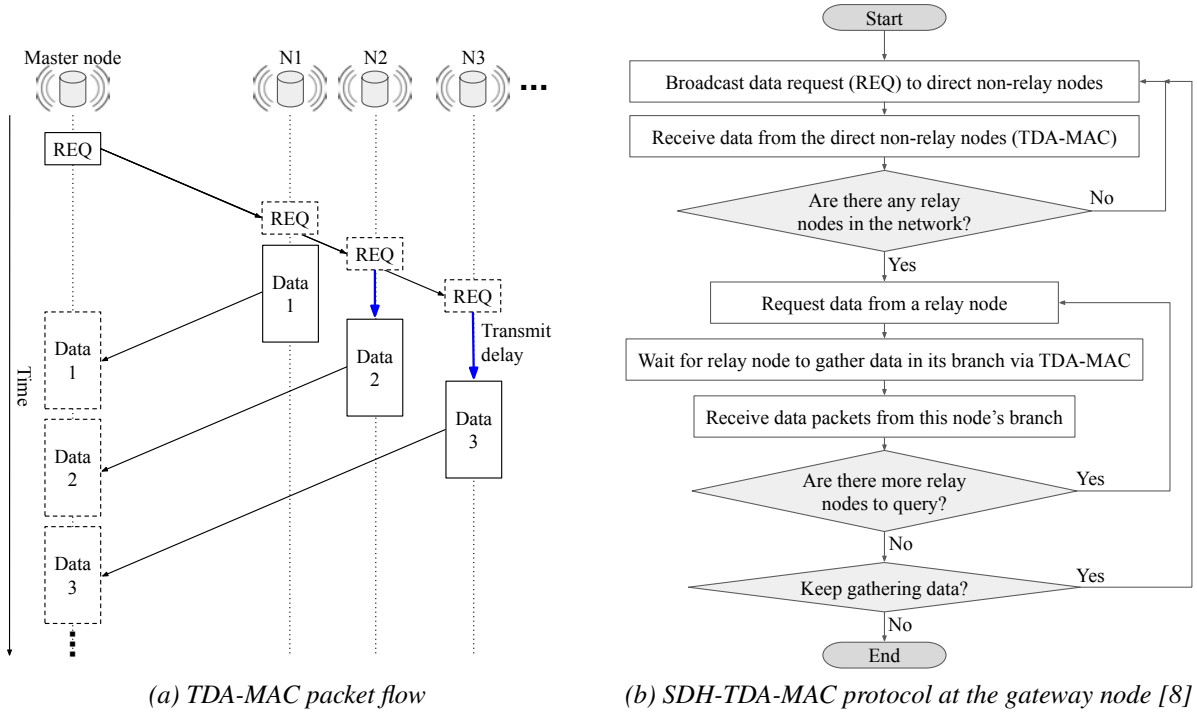 Master node
N1
N2
N3
...
REQ
REQ
REQ
REQ
Data
1
Data
2
Data
3
Transmit
delay
Data
1
Data
2
Data
3
Time
(a) TDA-MAC packet flow
Start
Broadcast data request (REQ) to direct non-relay nodes
Receive data from the direct non-relay nodes (TDA-MAC)
Are there any relay
nodes in the network?
No
Yes
Request data from a relay node
Wait for relay node to gather data in its branch via TDA-MAC
Receive data packets from this node's branch
Are there more relay
nodes to query?
Yes
No
Keep gathering data?
Yes
No
End
(b) SDH-TDA-MAC protocol at the gateway node [8]